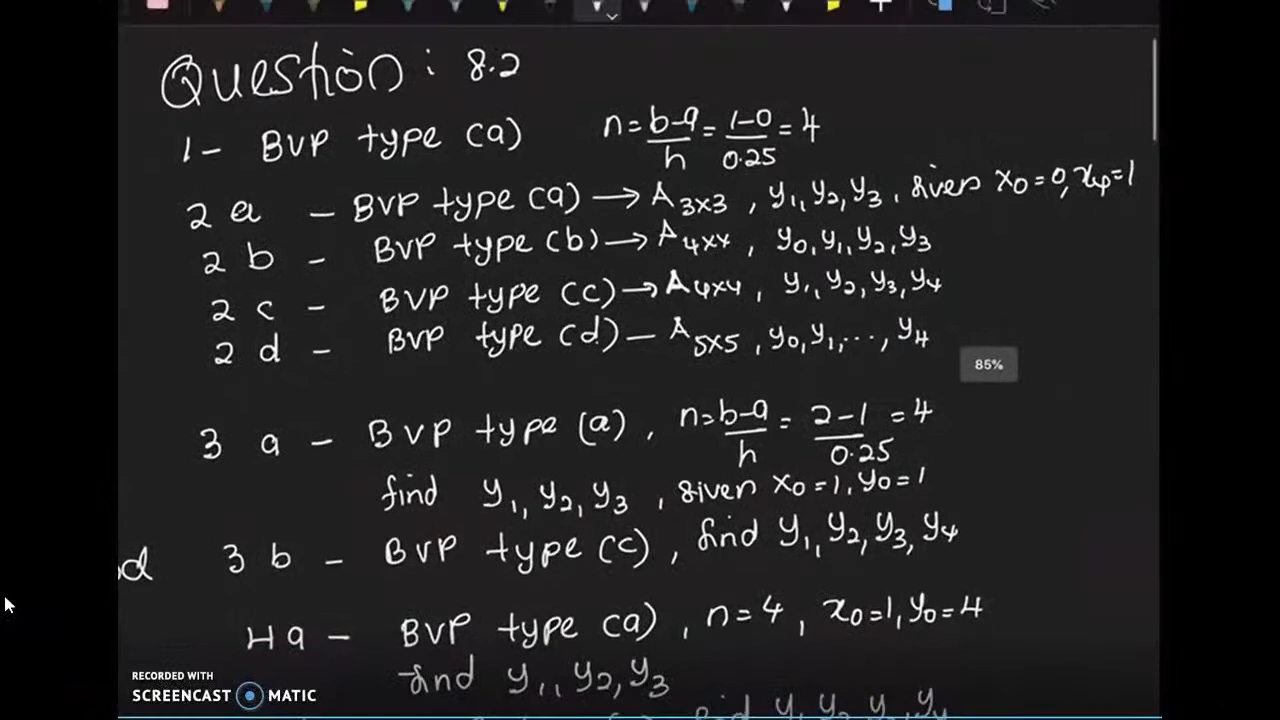 Question : 8.2
1- BVP type (a) n = b-a/h = 1-0/0.25 = 4
2 a - BVP type (a) → A3x3 , y1, y2, y3 , given x0=0, x4=1
2 b - BVP type (b) → A4x4 , y0, y1, y2, y3
2 c - BVP type (c) → A4x4 , y1, y2, y3, y4
2 d - BVP type (d) - A5x5 , y0, y1, ..., y4
85%
3 a - BVP type (a) , n = b-a/h = 2-1/0.25 = 4
find y1, y2, y3 , given x0=1, y0=1
3 b - BVP type (c) , find y1, y2, y3, y4
4a - BVP type (a) , n = 4 , x0=1, y0=4
find y1, y2, y3
RECORDED WITH
SCREENCAST MATIC